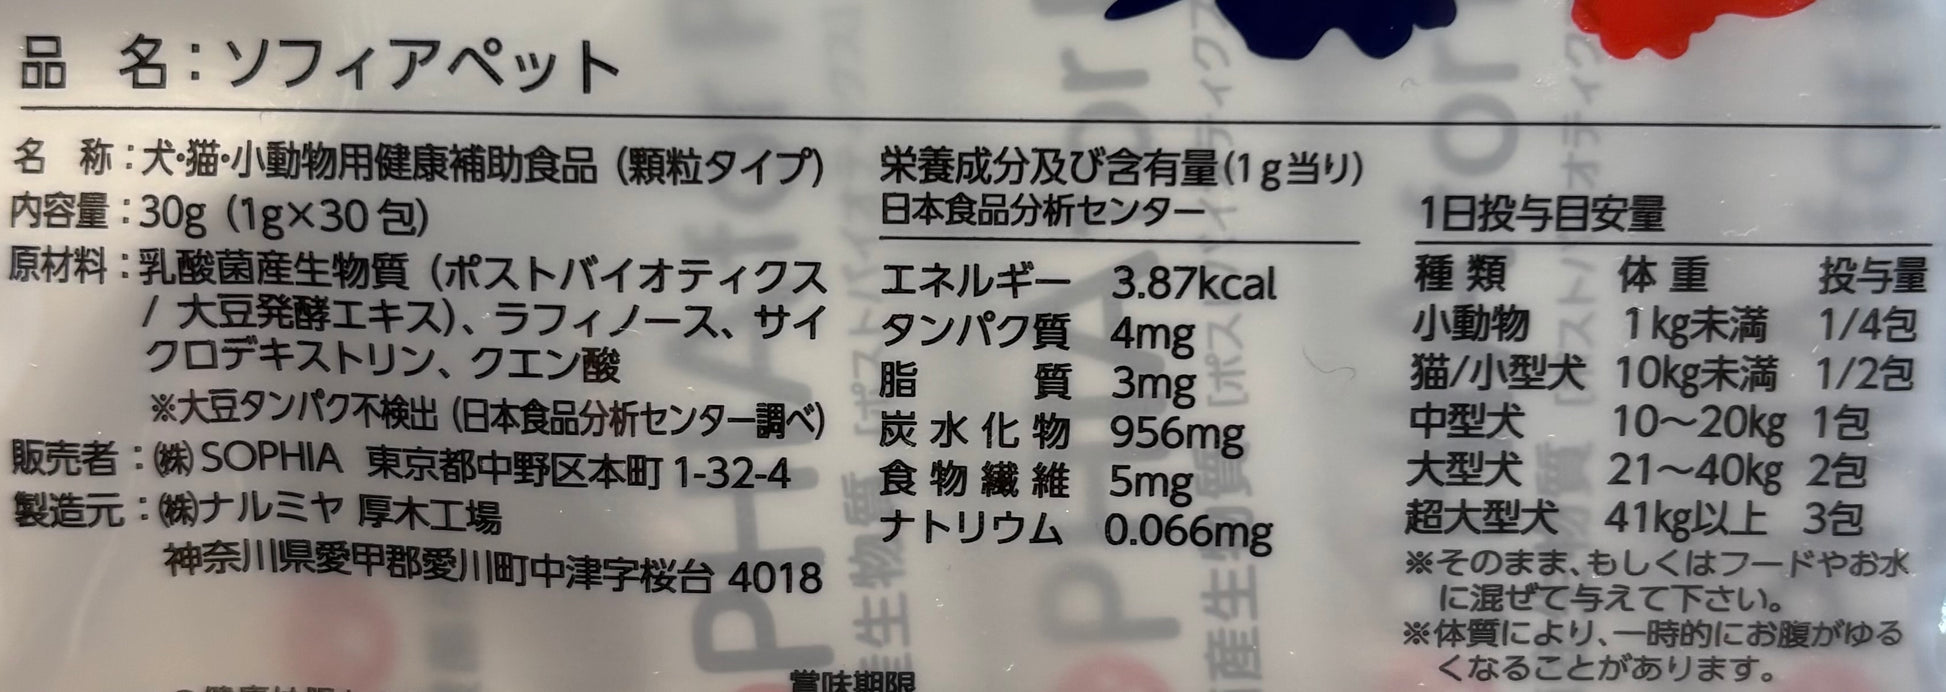 品 名：ソフィアペット
名 称：犬・猫・小動物用健康補助食品（顆粒タイプ）
内容量：30g（1g×30包）
原材料：乳酸菌産生物質（ポストバイオティクス
/ 大豆発酵エキス）、ラフィノース、サイ
クロデキストリン、クエン酸
※大豆タンパク不検出（日本食品分析センター調べ）
販売者：㈱SOPHIA 東京都中野区本町1-32-4
製造元：㈱ナルミヤ 厚木工場
神奈川県愛甲郡愛川町中津字桜台 4018
栄養成分及び含有量(1g当り)
日本食品分析センター
エネルギー 3.87kcal
タンパク質 4mg
脂質 3mg
炭水化物 956mg
食物繊維 5mg
ナトリウム 0.066mg
1日投与目安量
種類 体重 投与量
小動物 1kg未満 1/4包
猫/小型犬 10kg未満 1/2包
中型犬 10〜20kg 1包
大型犬 21〜40kg 2包
超大型犬 41kg以上 3包
※そのまま、もしくはフードやお水
に混ぜて与えて下さい。
※体質により、一時的にお腹がゆる
くなることがあります。
賞味期限